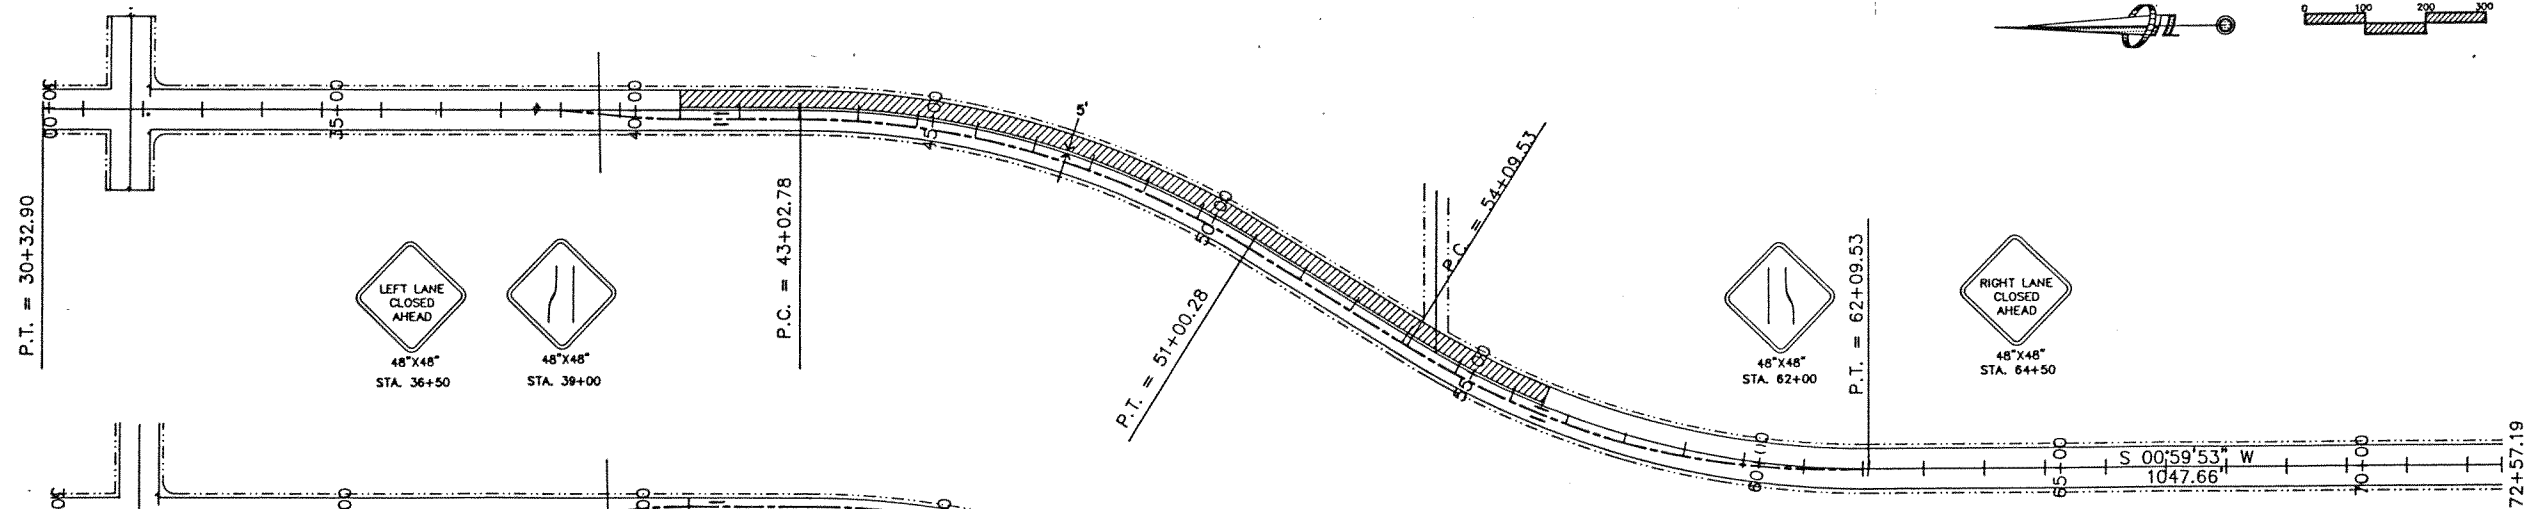 0 100 200 300
30+00
35+00
40+00
45+00
5'
50+00
55+00
60+00
65+00
70+00
P.T. = 30+32.90
P.C. = 43+02.78
P.T. = 51+00.28
P.C. = 54+09.53
P.T. = 62+09.53
LEFT LANE
CLOSED
AHEAD
48"X48"
STA. 36+50
48"X48"
STA. 39+00
48"X48"
STA. 62+00
RIGHT LANE
CLOSED
AHEAD
48"X48"
STA. 64+50
S 00°59'53" W
1047.66'
72+57.19